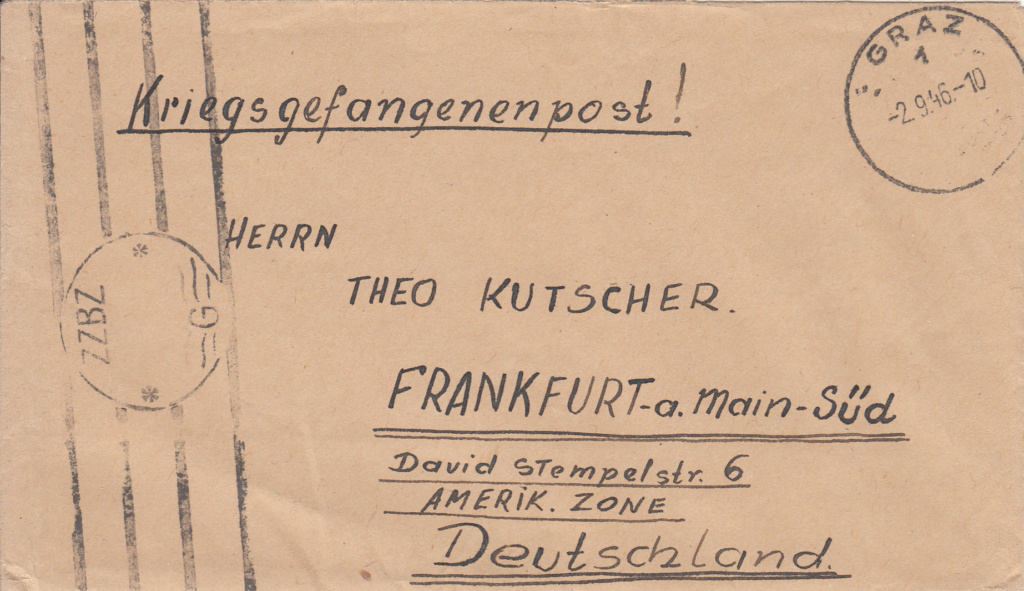 GRAZ
1
-2.9.46.-10
Kriegsgefangenenpost!
HERRN
THEO KUTSCHER.
FRANKFURT-a. Main-Süd
David Stempelstr. 6
AMERIK. ZONE
Deutschland.
ZZBZ
G